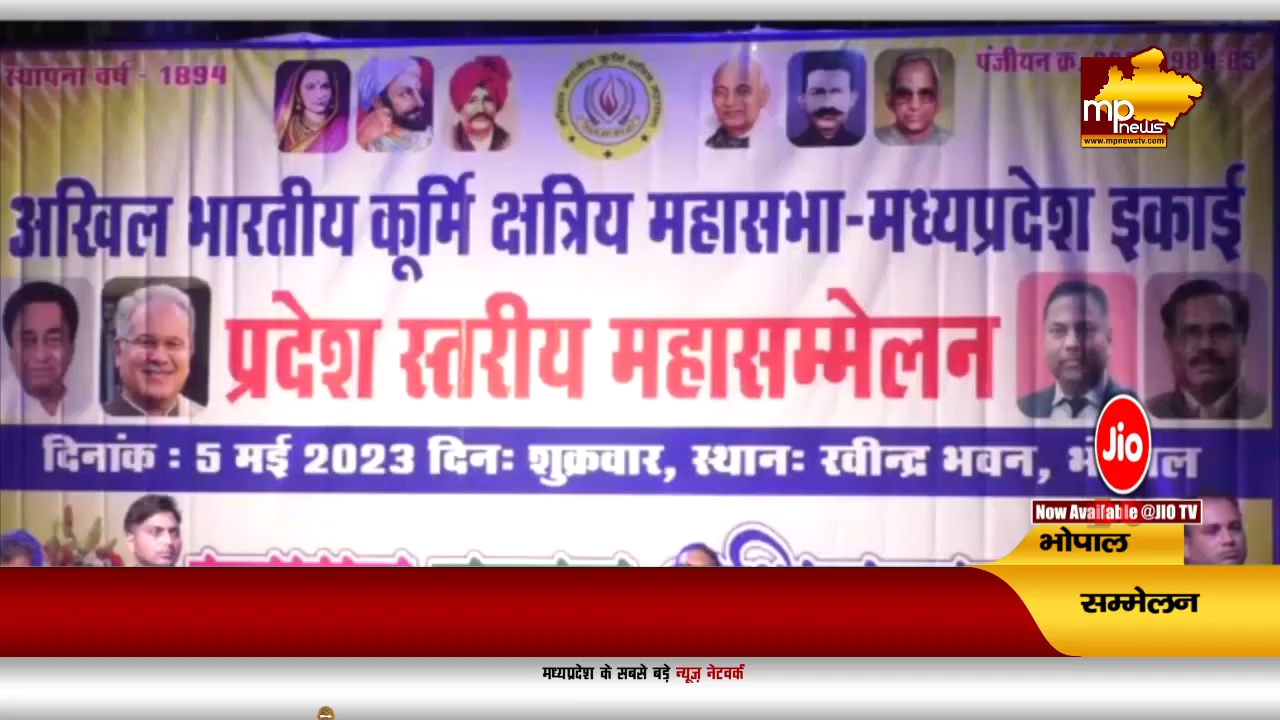 स्थापना वर्ष - 1894
पंजीयन क्र.
mp news
www.mpnewstv.com
अखिल भारतीय कूर्मि क्षत्रिय महासभा-मध्यप्रदेश इकाई
प्रदेश स्तरीय महासम्मेलन
दिनांक : 5 मई 2023 दिनः शुक्रवार, स्थानः रवीन्द्र भवन,
Jio
Now Available @JIO TV
भोपाल
सम्मेलन
मध्यप्रदेश के सबसे बड़े न्यूज़ नेटवर्क